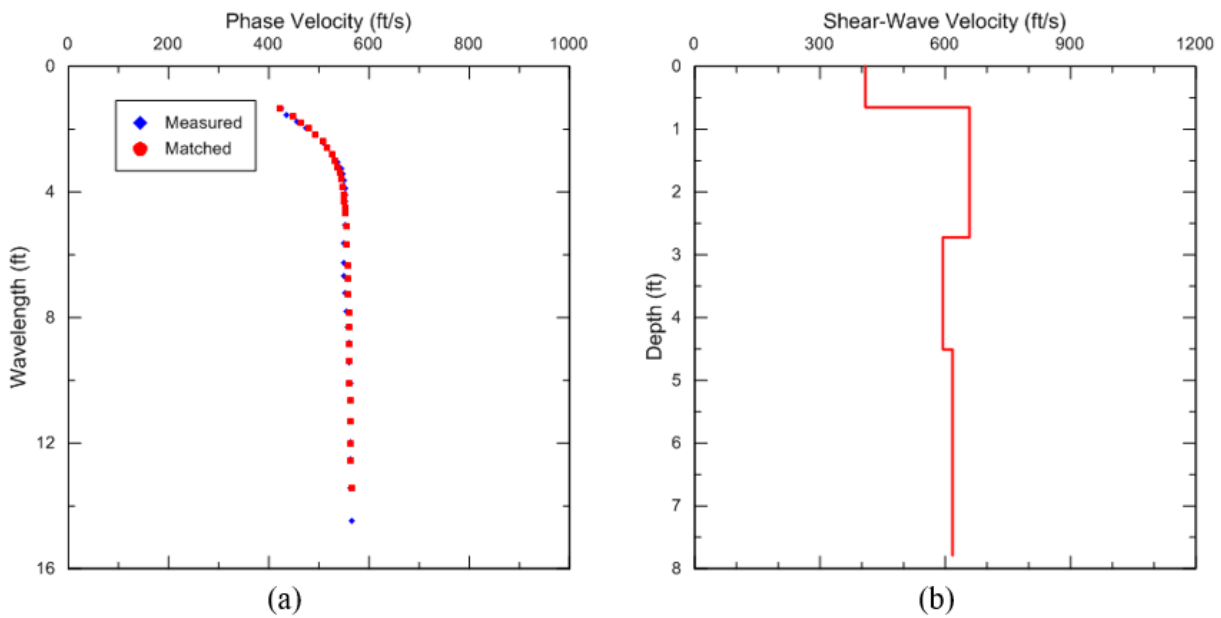 Phase Velocity (ft/s)
0 200 400 600 800 1000
0
4
8
12
16
Wavelength (ft)
Measured
Matched
(a)
Shear-Wave Velocity (ft/s)
0 300 600 900 1200
0
1
2
3
4
5
6
7
8
Depth (ft)
(b)